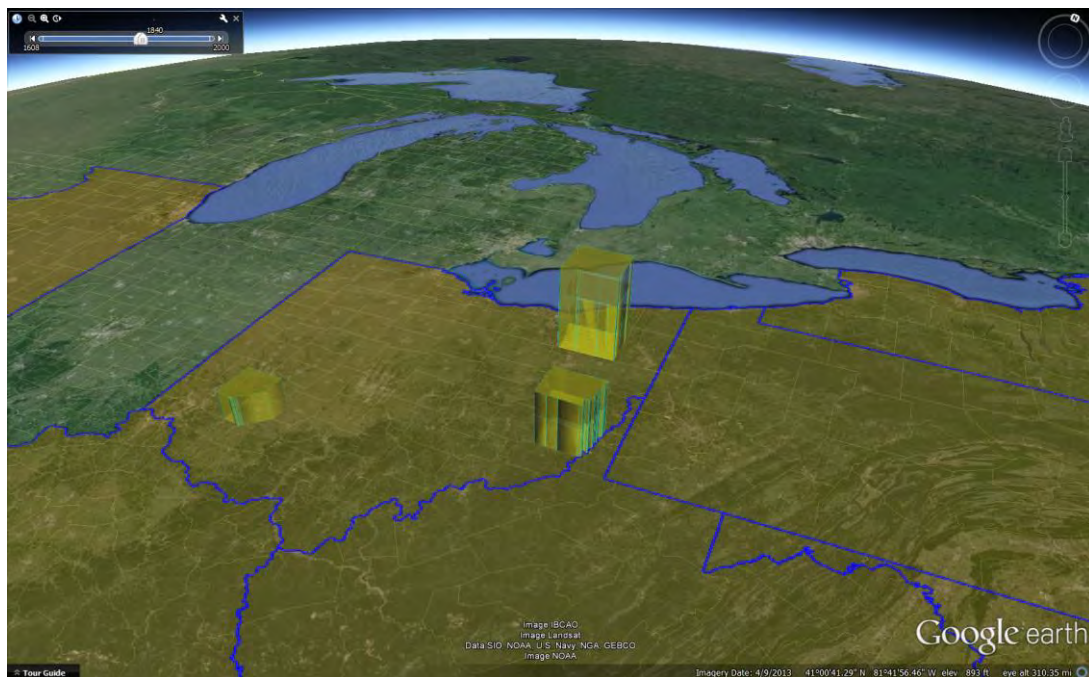 1840
1608
2000
N
Image IBCAO
Image Landsat
Data SIO, NOAA, U.S. Navy, NGA, GEBCO
Image NOAA
Google earth
Tour Guide
Imagery Date: 4/9/2013 41°00'41.29" N 81°41'56.46" W elev 893 ft eye alt 310.35 mi